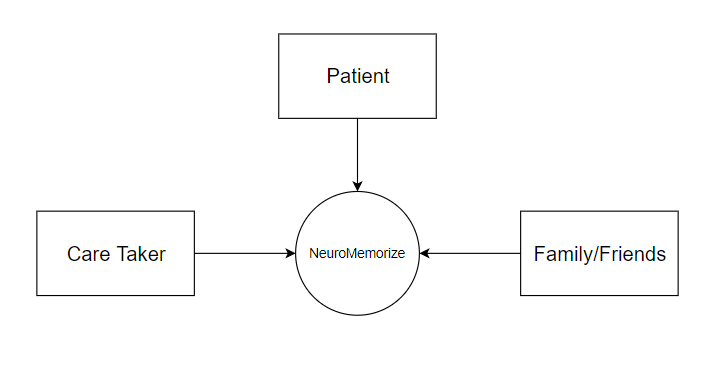 Patient
Care Taker
NeuroMemorize
Family/Friends